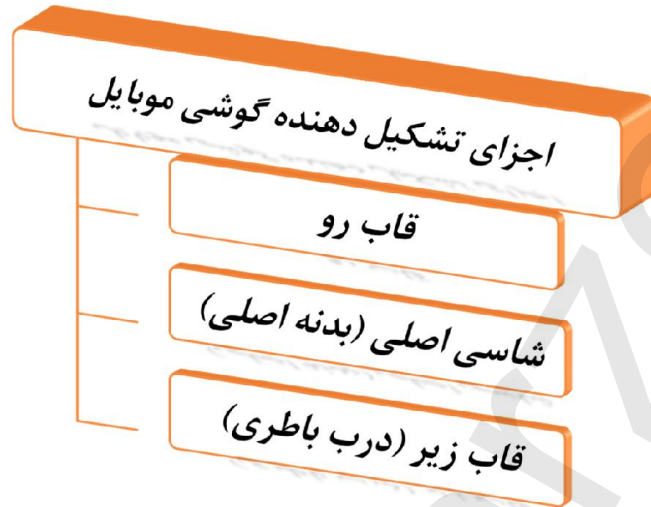 اجزای تشکیل دهنده گوشی موبایل
قاب رو
شاسی اصلی (بدنه اصلی)
قاب زیر (درب باطری)